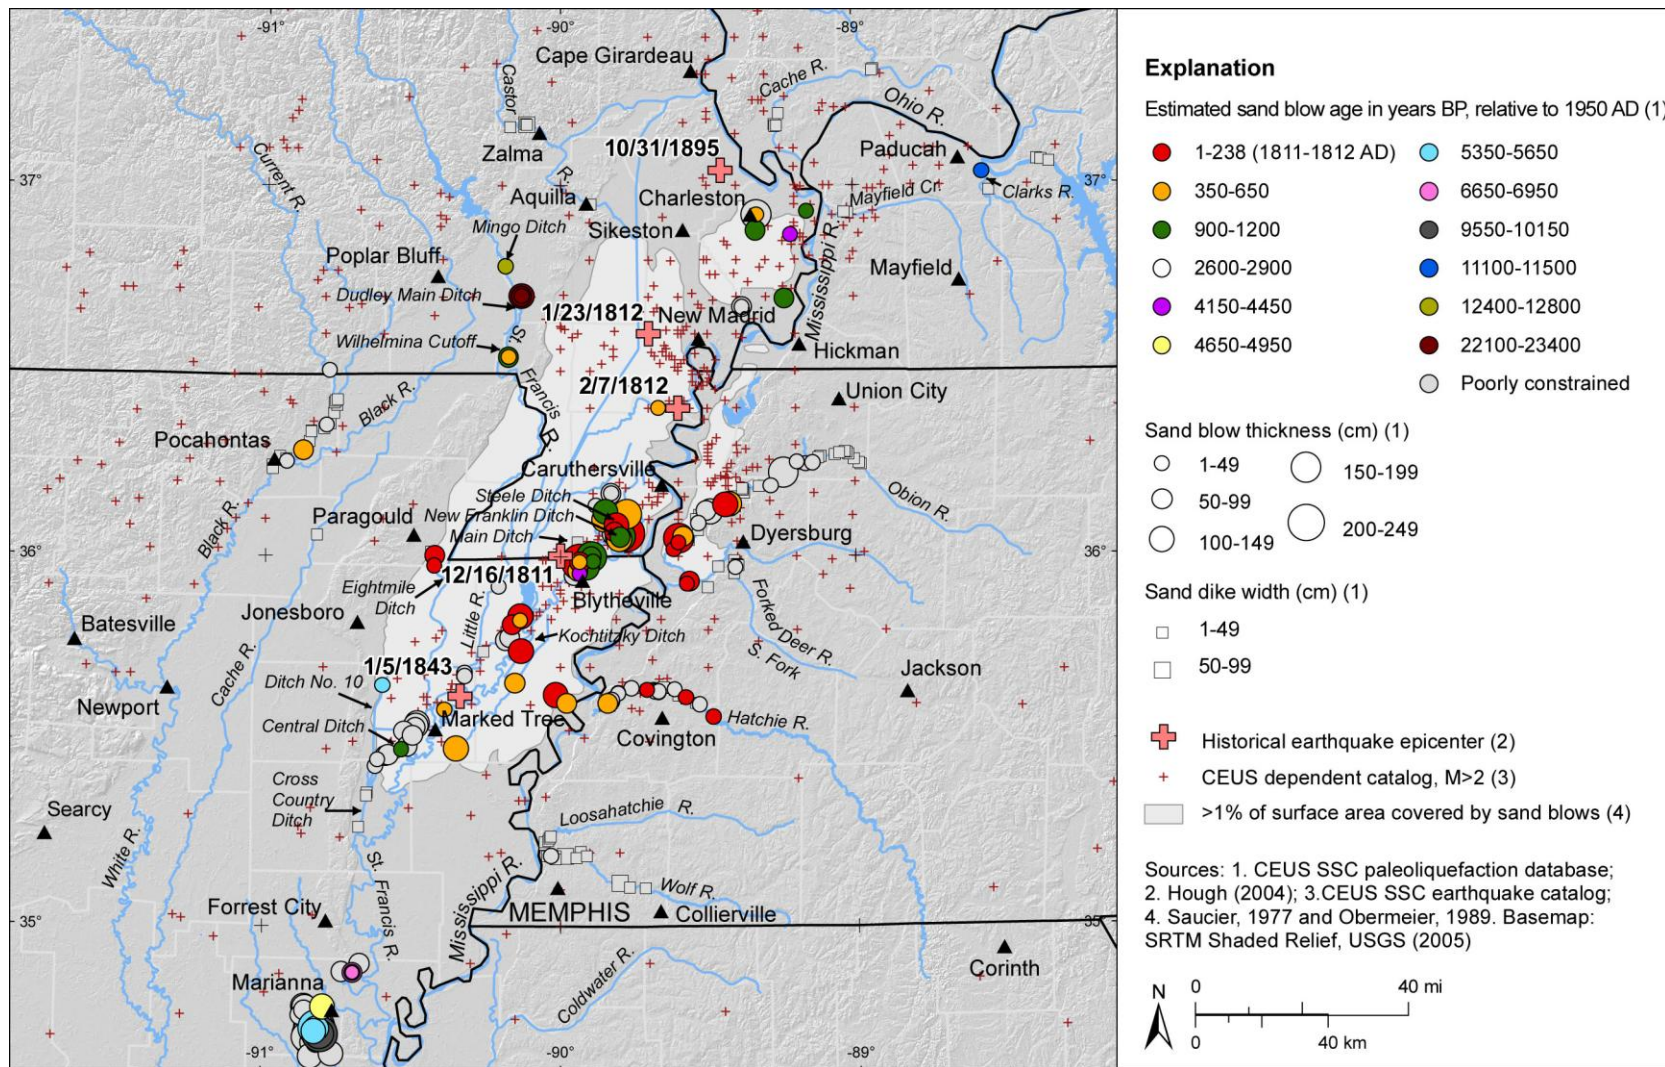 -91°
-90°
-89°
Cape Girardeau
Castor
Cache R.
Ohio R.
Current R.
Zalma
10/31/1895
Paducah
37°
37°
R.
Aquilla
Charleston
Mayfield Cr.
Clarks R.
Mingo Ditch
Sikeston
Poplar Bluff
Mississippi R.
Mayfield
Dudley Main Ditch
1/23/1812
New Madrid
St.
Wilhelmina Cutoff
Hickman
Francis
2/7/1812
Black R.
Union City
R.
Pocahontas
Caruthersville
Steele Ditch
Obion R.
Black R.
Paragould
New Franklin Ditch
Main Ditch
Dyersburg
36°
36°
12/16/1811
Eightmile
Ditch
Little R.
Blytheville
Jonesboro
Batesville
Kochtitzky Ditch
Forked Deer R.
S. Fork
Cache R.
1/5/1843
Jackson
Ditch No. 10
Newport
Central Ditch
Marked Tree
Hatchie R.
Covington
Cross
Country
Ditch
Searcy
Loosahatchie R.
White R.
St. Francis R.
Mississippi R.
Wolf R.
Forrest City
MEMPHIS
Collierville
35°
35°
Corinth
Marianna
Coldwater R.
-91°
-90°
-89°
Explanation
Estimated sand blow age in years BP, relative to 1950 AD (1)
1-238 (1811-1812 AD)
350-650
900-1200
2600-2900
4150-4450
4650-4950
5350-5650
6650-6950
9550-10150
11100-11500
12400-12800
22100-23400
Poorly constrained
Sand blow thickness (cm) (1)
1-49
50-99
100-149
150-199
200-249
Sand dike width (cm) (1)
1-49
50-99
Historical earthquake epicenter (2)
CEUS dependent catalog, M>2 (3)
>1% of surface area covered by sand blows (4)
Sources: 1. CEUS SSC paleoliquefaction database;
2. Hough (2004); 3.CEUS SSC earthquake catalog;
4. Saucier, 1977 and Obermeier, 1989. Basemap:
SRTM Shaded Relief, USGS (2005)
N
0
40 mi
0
40 km